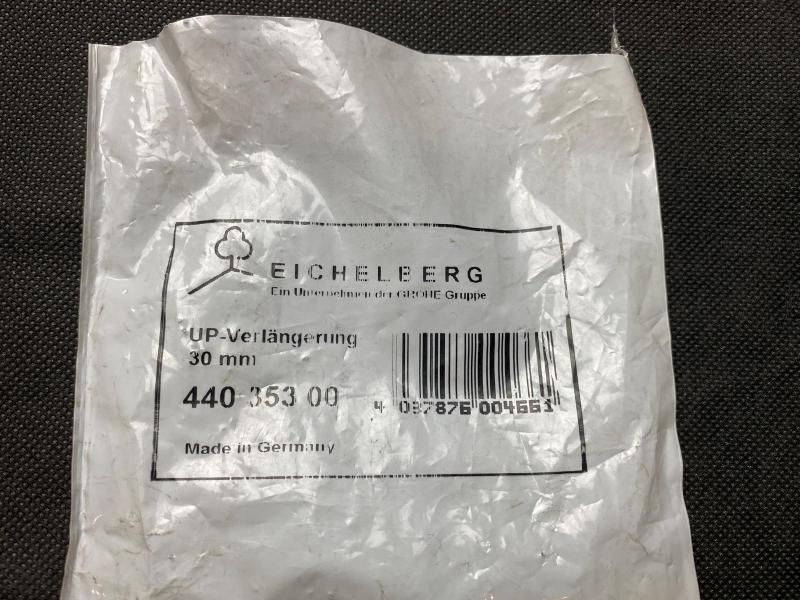 EICHELBERG
Ein Unternehmen der GROHE Gruppe
UP-Verlängerung
30 mm
440 353 00
4 037876 004661
Made in Germany